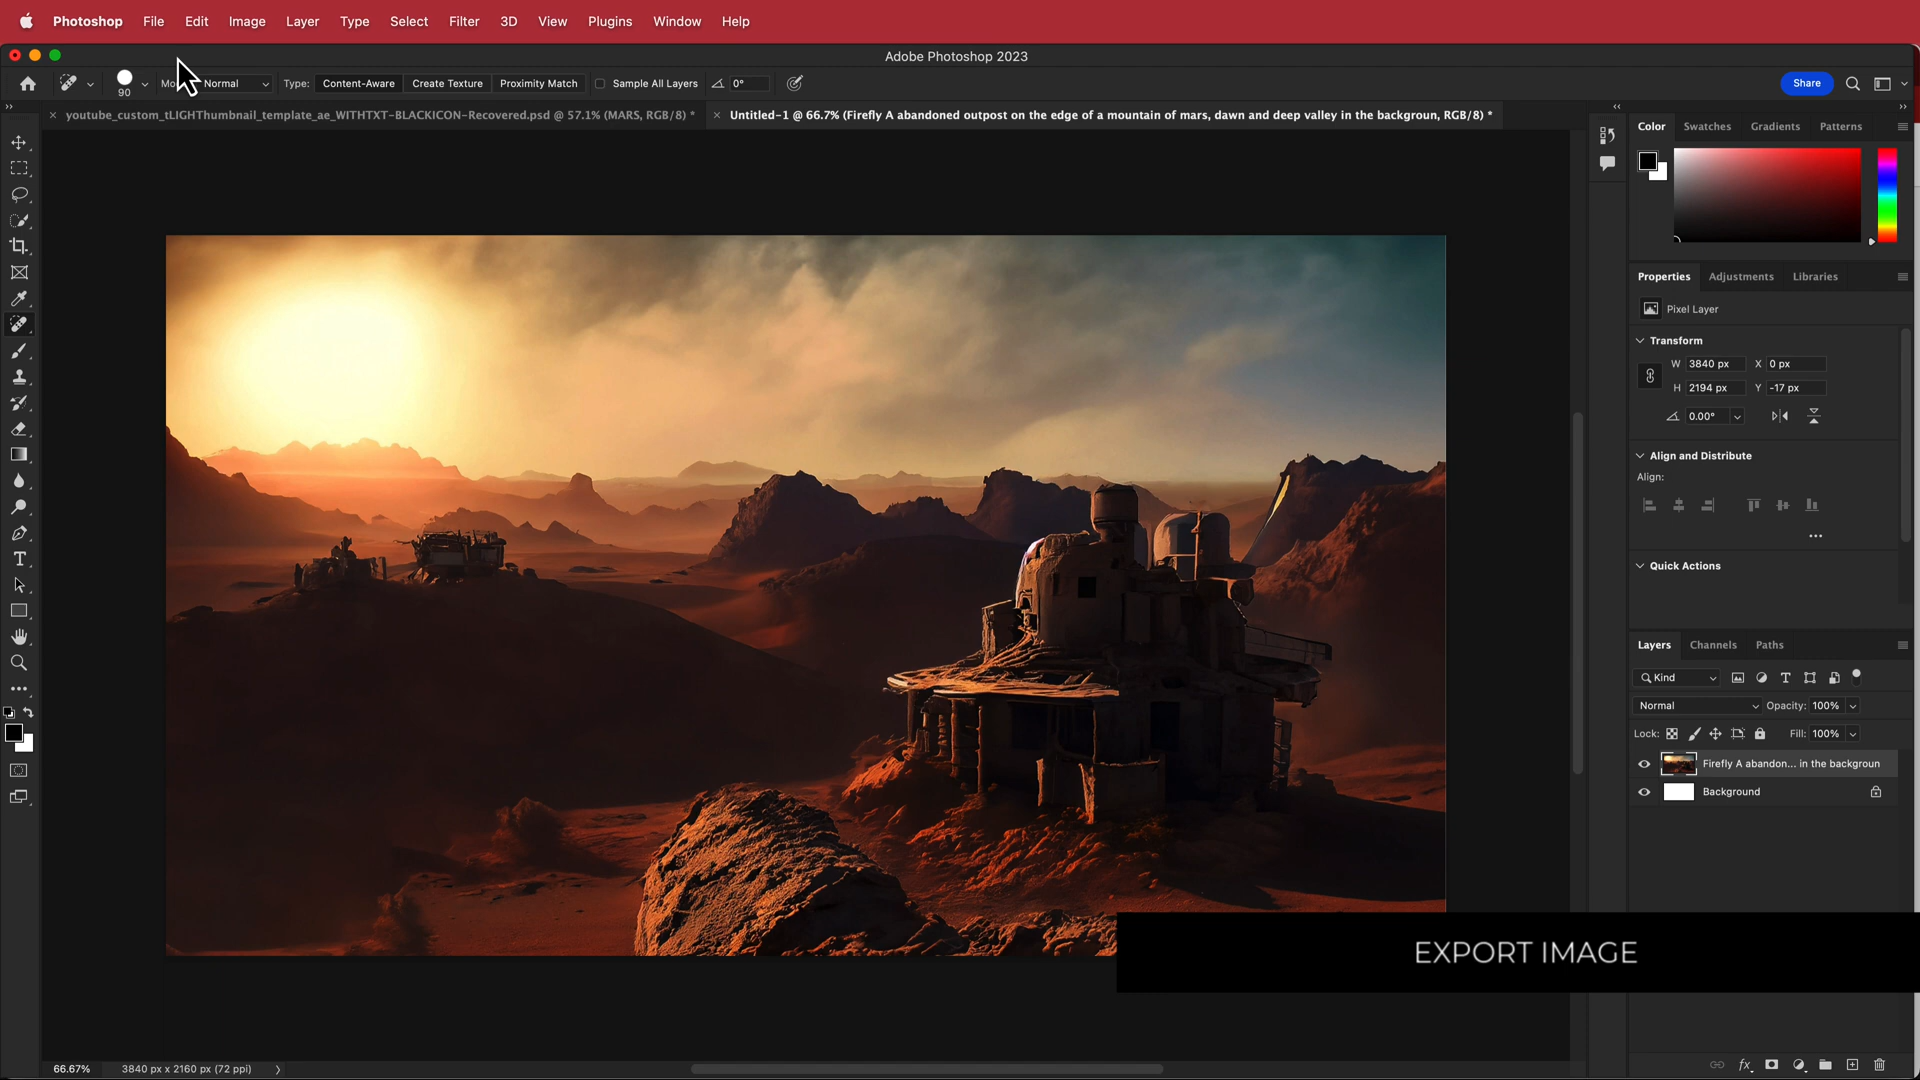 Photoshop File Edit Image Layer Type Select Filter 3D View Plugins Window Help
Adobe Photoshop 2023
90 Normal Type: Content-Aware Create Texture Proximity Match Sample All Layers 0° Share
youtube_custom_tLIGHThumbnail_template_ae_WITHTXT-BLACKICON-Recovered.psd @ 57.1% (MARS, RGB/8) *
Untitled-1 @ 66.7% (Firefly A abandoned outpost on the edge of a mountain of mars, dawn and deep valley in the backgroun, RGB/8) *
Color Swatches Gradients Patterns
Properties Adjustments Libraries
Pixel Layer
Transform
W 3840 px X 0 px
H 2194 px Y -17 px
0.00°
Align and Distribute
Align:
Quick Actions
Layers Channels Paths
Kind
Normal Opacity: 100%
Lock: Fill: 100%
Firefly A abandon... in the backgroun
Background
EXPORT IMAGE
66.67% 3840 px x 2160 px (72 ppi)